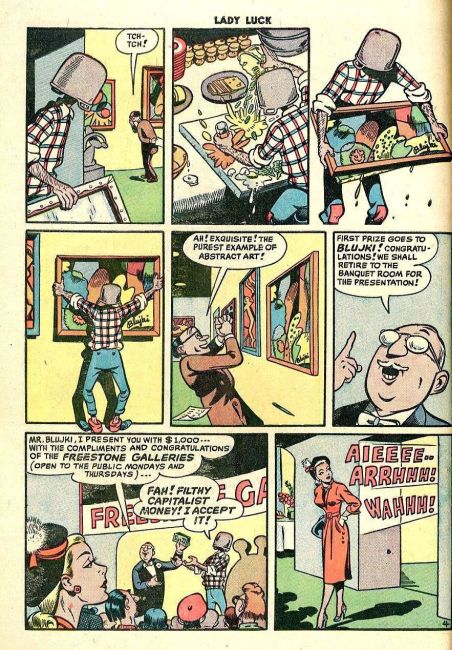 LADY LUCK
TCH-
TCH!
Blujki
Blujki
AH! EXQUISITE! THE
PUREST EXAMPLE OF
ABSTRACT ART!
FIRST PRIZE GOES TO
BLUJKI! CONGRATU-
LATIONS! WE SHALL
RETIRE TO THE
BANQUET ROOM FOR
THE PRESENTATION!
MR. BLUJKI, I PRESENT YOU WITH $1,000---
WITH THE COMPLIMENTS AND CONGRATULATIONS
OF THE FREESTONE GALLERIES
(OPEN TO THE PUBLIC MONDAYS AND
THURSDAYS)---
FAH! FILTHY
CAPITALIST
MONEY! I ACCEPT
IT!
FREE E GA
AIEEEE--
ARRHHH!
WAHHH!
4